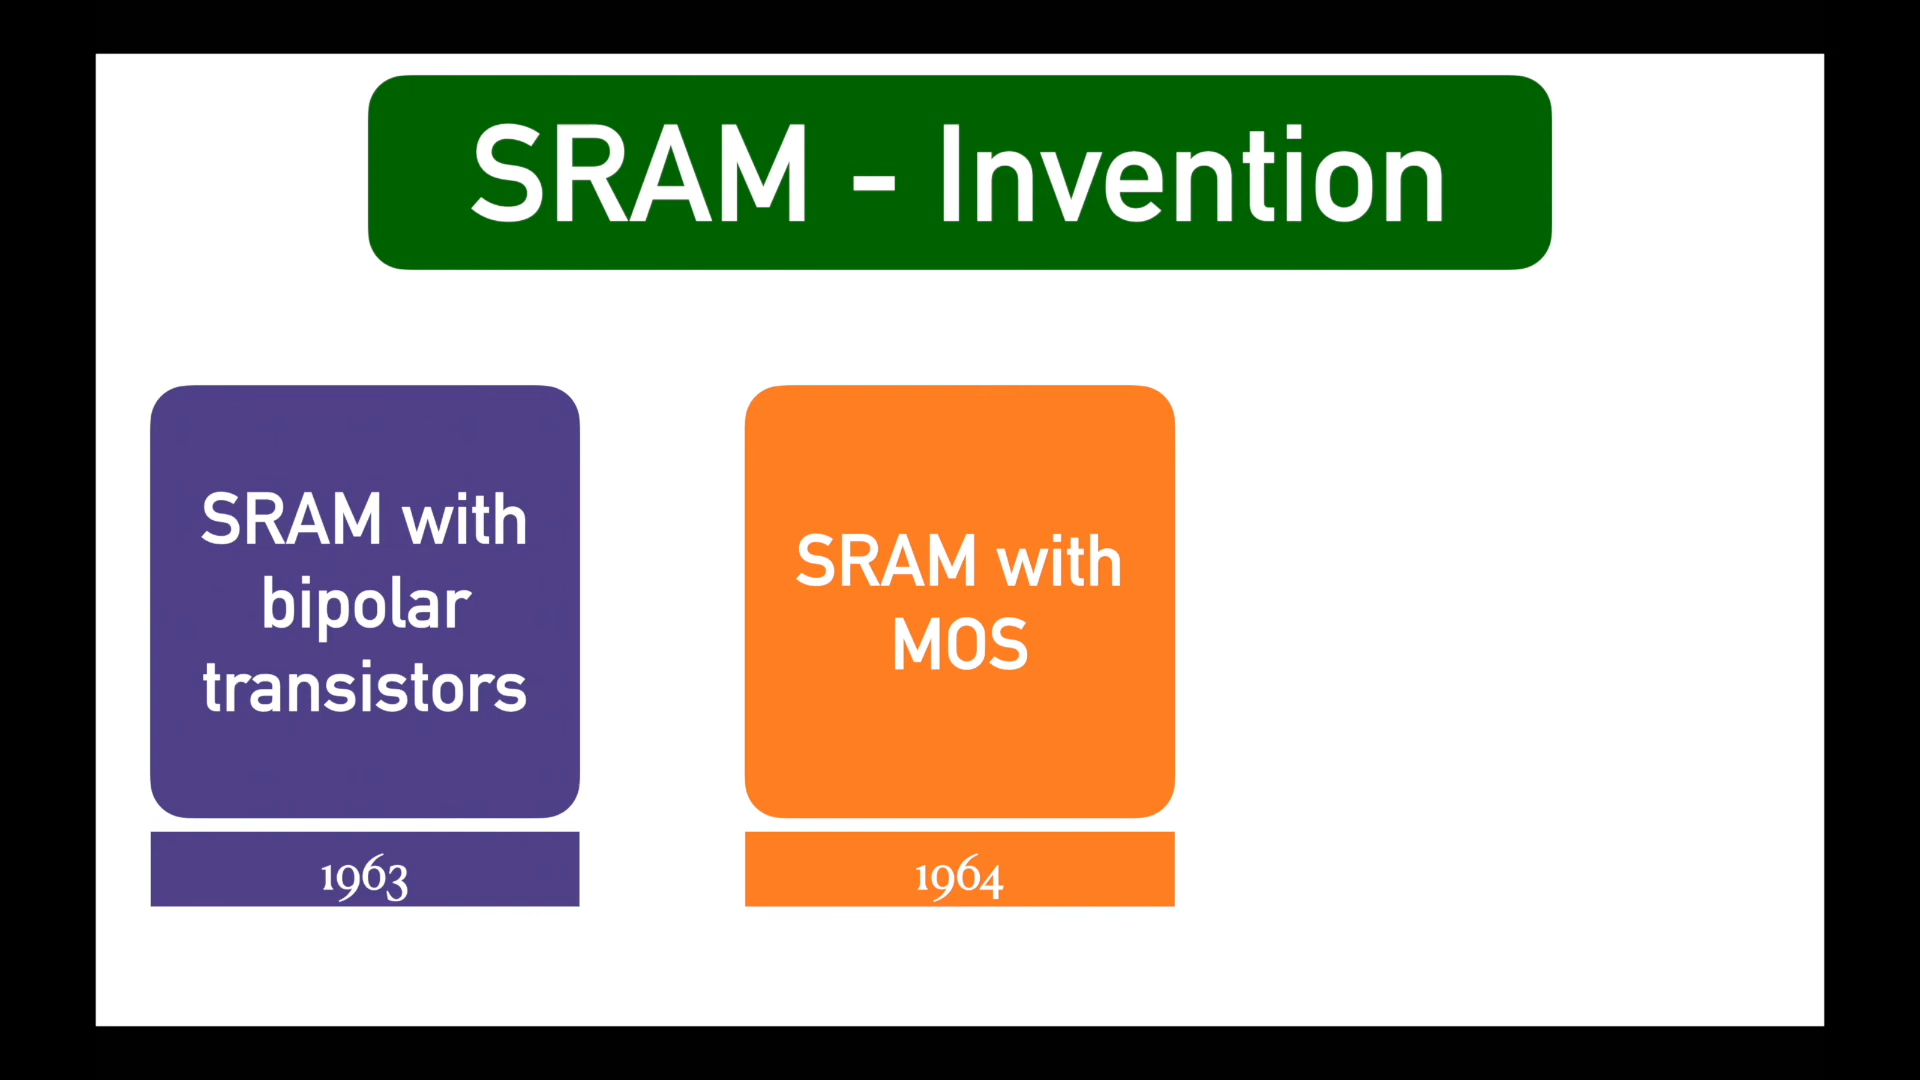 SRAM - Invention
SRAM with
bipolar
transistors
1963
SRAM with
MOS
1964